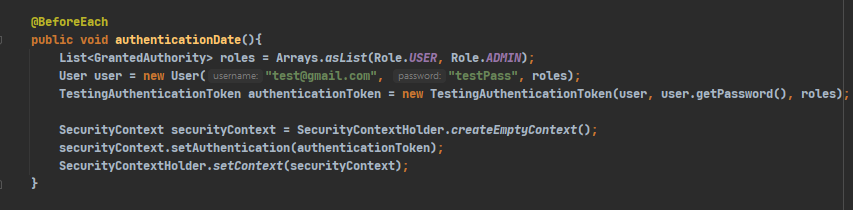 @BeforeEach
public void authenticationDate(){
List<GrantedAuthority> roles = Arrays.asList(Role.USER, Role.ADMIN);
User user = new User( username: "test@gmail.com", password: "testPass", roles);
TestingAuthenticationToken authenticationToken = new TestingAuthenticationToken(user, user.getPassword(), roles);
SecurityContext securityContext = SecurityContextHolder.createEmptyContext();
securityContext.setAuthentication(authenticationToken);
SecurityContextHolder.setContext(securityContext);
}